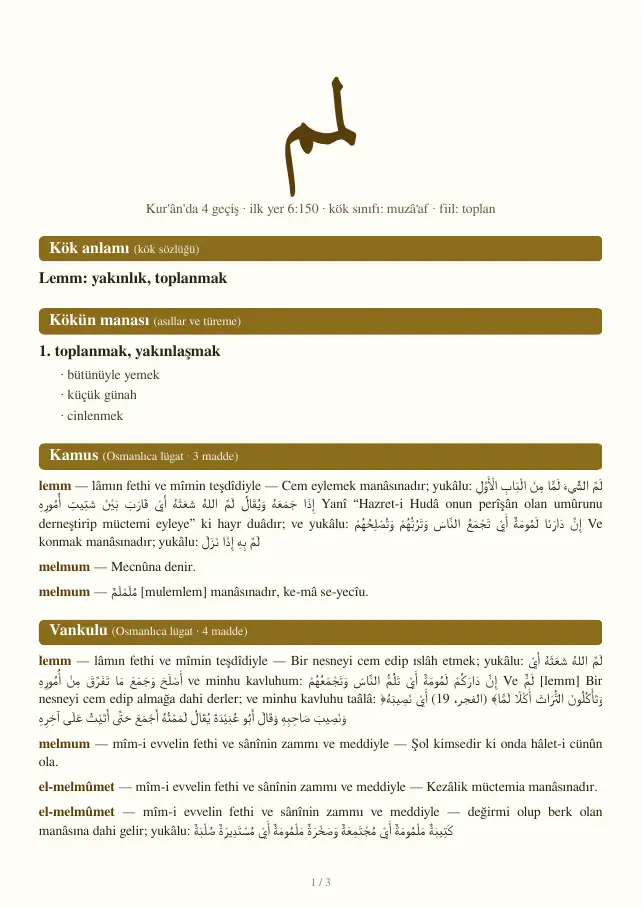 لم
Kur'ân'da 4 geçiş · ilk yer 6:150 · kök sınıfı: muzâ'af · fiil: toplan
Kök anlamı (kök sözlüğü)
Lemm: yakınlık, toplanmak
Kökün manası (asıllar ve türeme)
1. toplanmak, yakınlaşmak
· bütünüyle yemek
· küçük günah
· cinlenmek
Kamus (Osmanlıca lügat · 3 madde)
lemm — lâmın fethi ve mîmin teşdîdiyle — Cem eylemek manâsınadır; yukâlu: لَمَّ الشَّيْءَ لَمًّا مِنَ الْبَابِ الْأَوَّلِ
إِذَا جَمَعَهُ وَيُقَالُ لَمَّ اللهُ شَعَثَهُ أَيْ قَارَبَ بَيْنَ شَتِيتِ أُمُورِهِ Yanî “Hazret-i Hudâ onun perîşân olan umûrunu
derneştirip müctemi eyleye” ki hayr duâdır; ve yukâlu: إِنَّ دَارَنَا لَمُومَةٌ أَيْ تَجْمَعُ النَّاسَ وَتَرُبُّهُمْ وَتُصْلِحُهُمْ Ve
konmak manâsınadır; yukâlu: لَمَّ بِهِ إِذَا نَزَلَ
melmum — Mecnûna denir.
melmum — مُلَمْلَمٌ [mulemlem] manâsınadır, ke-mâ se-yecîu.
Vankulu (Osmanlıca lügat · 4 madde)
lemm — lâmın fethi ve mîmin teşdîdiyle — Bir nesneyi cem edip ıslâh etmek; yukâlu: لَمَّ اللهُ شَعَثَهُ أَيْ
أَصْلَحَ وَجَمَعَ مَا تَفَرَّقَ مِنْ أُمُورِهِ ve minhu kavluhum: إِنَّ دَارَكُمْ لَمُومَةٌ أَيْ تَلُمُّ النَّاسَ وَتَجْمَعُهُمْ Ve لَمٌّ [lemm] Bir
nesneyi cem edip almağa dahi derler; ve minhu kavluhu taâlâ: ﴿وَتَأْكُلُونَ التُّرَاثَ أَكْلًا لَمًّا﴾ (الفجر، 19) أَيْ نَصِيبَهُ
وَنَصِيبَ صَاحِبِهِ وَقَالَ أَبُو عُبَيْدَةَ يُقَالُ لَمَمْتُهُ أَجْمَعَ حَتَّى أَتَيْتُ عَلَى آخِرِهِ
melmum — mîm-i evvelin fethi ve sânînin zammı ve meddiyle — Şol kimsedir ki onda hâlet-i cünûn
ola.
el-melmûmet — mîm-i evvelin fethi ve sânînin zammı ve meddiyle — Kezâlik müctemia manâsınadır.
el-melmûmet — mîm-i evvelin fethi ve sânînin zammı ve meddiyle — değirmi olup berk olan
manâsına dahi gelir; yukâlu: كَتِيبَةٌ مَلْمُومَةٌ أَيْ مُجْتَمِعَةٌ وَصَخْرَةٌ مَلْمُومَةٌ أَيْ مُسْتَدِيرَةٌ صُلْبَةٌ
1 / 3